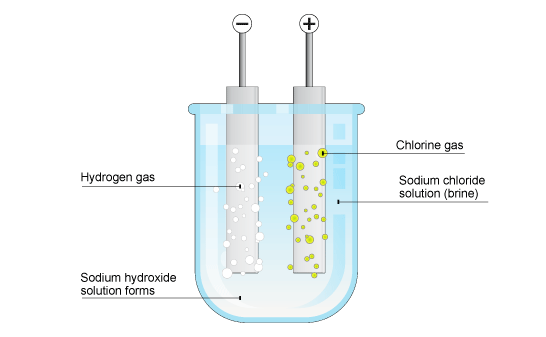 −
+
Chlorine gas
Hydrogen gas
Sodium chloride
solution (brine)
Sodium hydroxide
solution forms